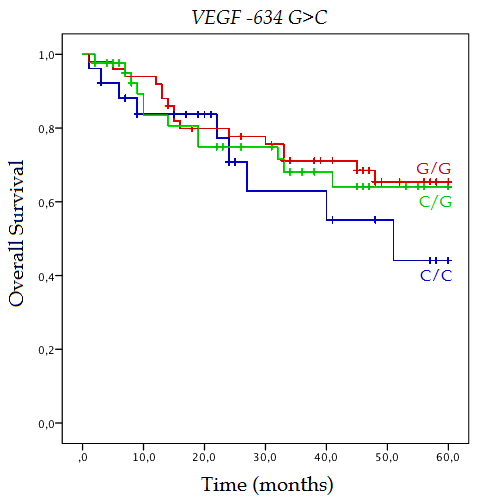 VEGF -634 G>C
Overall Survival
1,0
0,8
0,6
0,4
0,2
0,0
G/G
C/G
C/C
,0 10,0 20,0 30,0 40,0 50,0 60,0
Time (months)